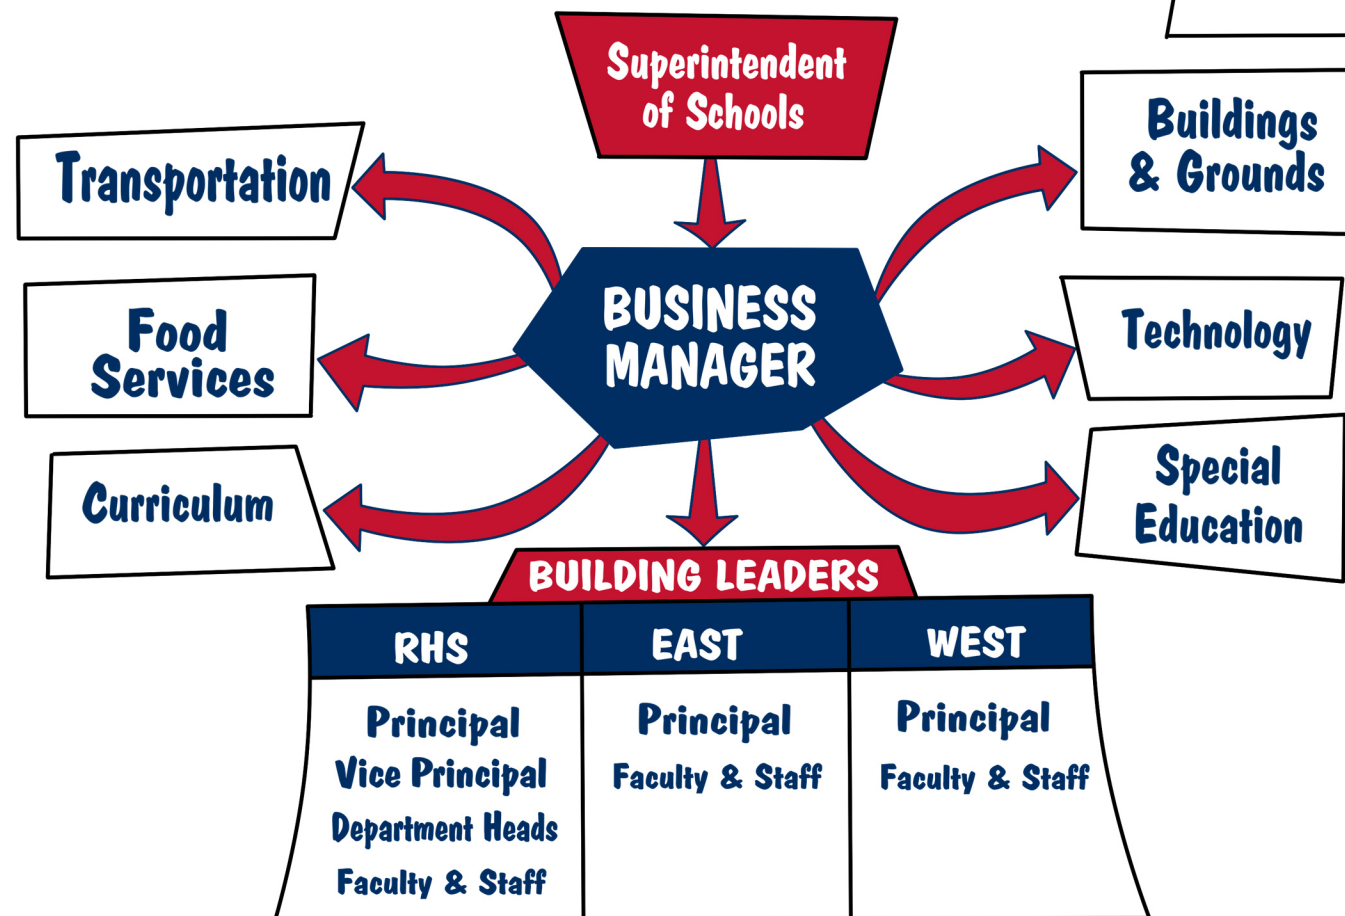 Superintendent
of Schools
Transportation
Buildings
& Grounds
BUSINESS
MANAGER
Food
Services
Technology
Curriculum
Special
Education
BUILDING LEADERS
RHS
EAST
WEST
Principal
Vice Principal
Department Heads
Faculty & Staff
Principal
Faculty & Staff
Principal
Faculty & Staff